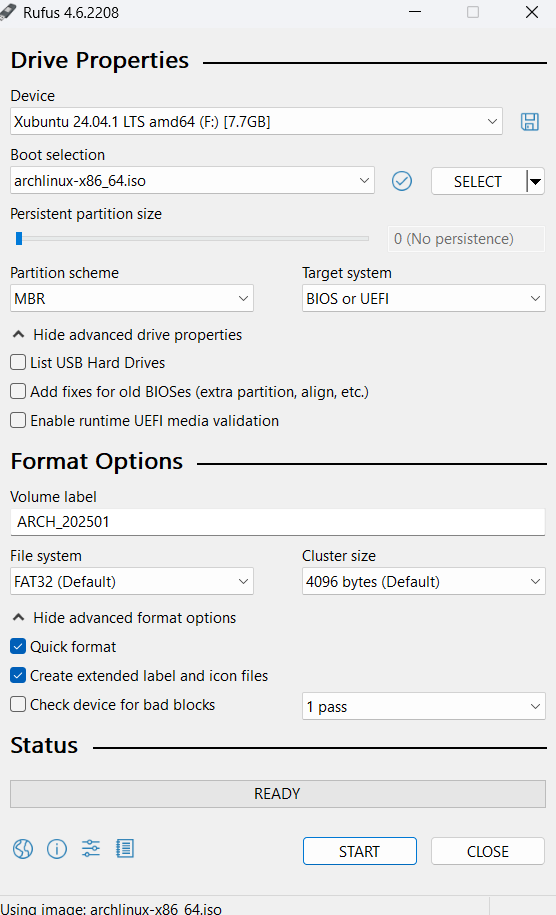 Rufus 4.6.2208
Drive Properties
Device
Xubuntu 24.04.1 LTS amd64 (F:) [7.7GB]
Boot selection
archlinux-x86_64.iso
SELECT
Persistent partition size
0 (No persistence)
Partition scheme
Target system
MBR
BIOS or UEFI
Hide advanced drive properties
List USB Hard Drives
Add fixes for old BIOSes (extra partition, align, etc.)
Enable runtime UEFI media validation
Format Options
Volume label
ARCH_202501
File system
Cluster size
FAT32 (Default)
4096 bytes (Default)
Hide advanced format options
Quick format
Create extended label and icon files
Check device for bad blocks
1 pass
Status
READY
START
CLOSE
Using image: archlinux-x86_64.iso